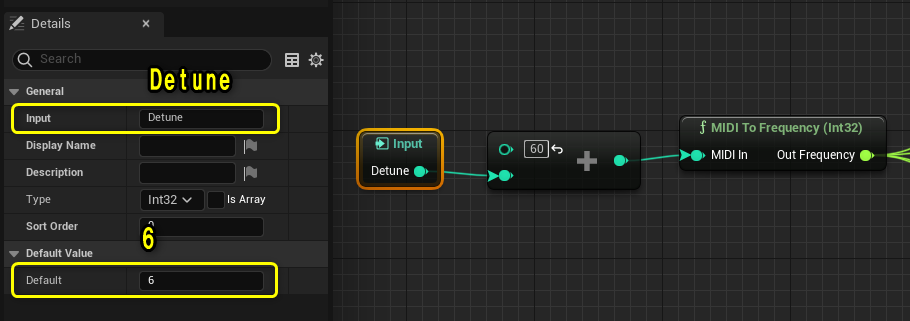 Details
Search
Detune
General
Input Detune
Display Name
Description
Type Int32 Is Array
Sort Order
6
Default Value
Default 6
Input
Detune
60
MIDI To Frequency (Int32)
MIDI In Out Frequency